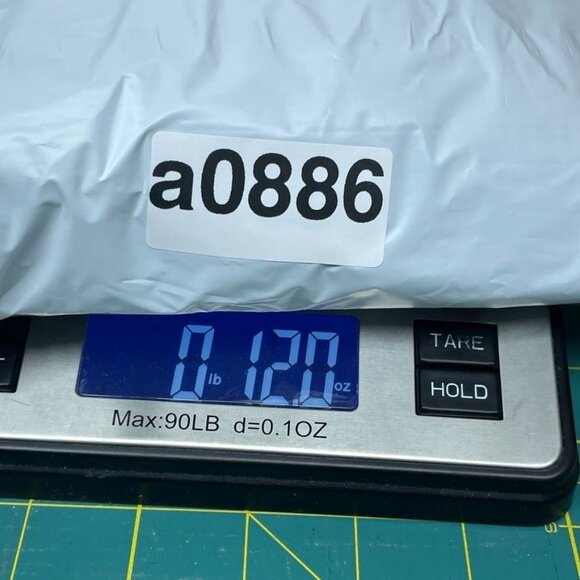 a0886
0 lb 12.0 oz
TARE
HOLD
Max:90LB d=0.1OZ